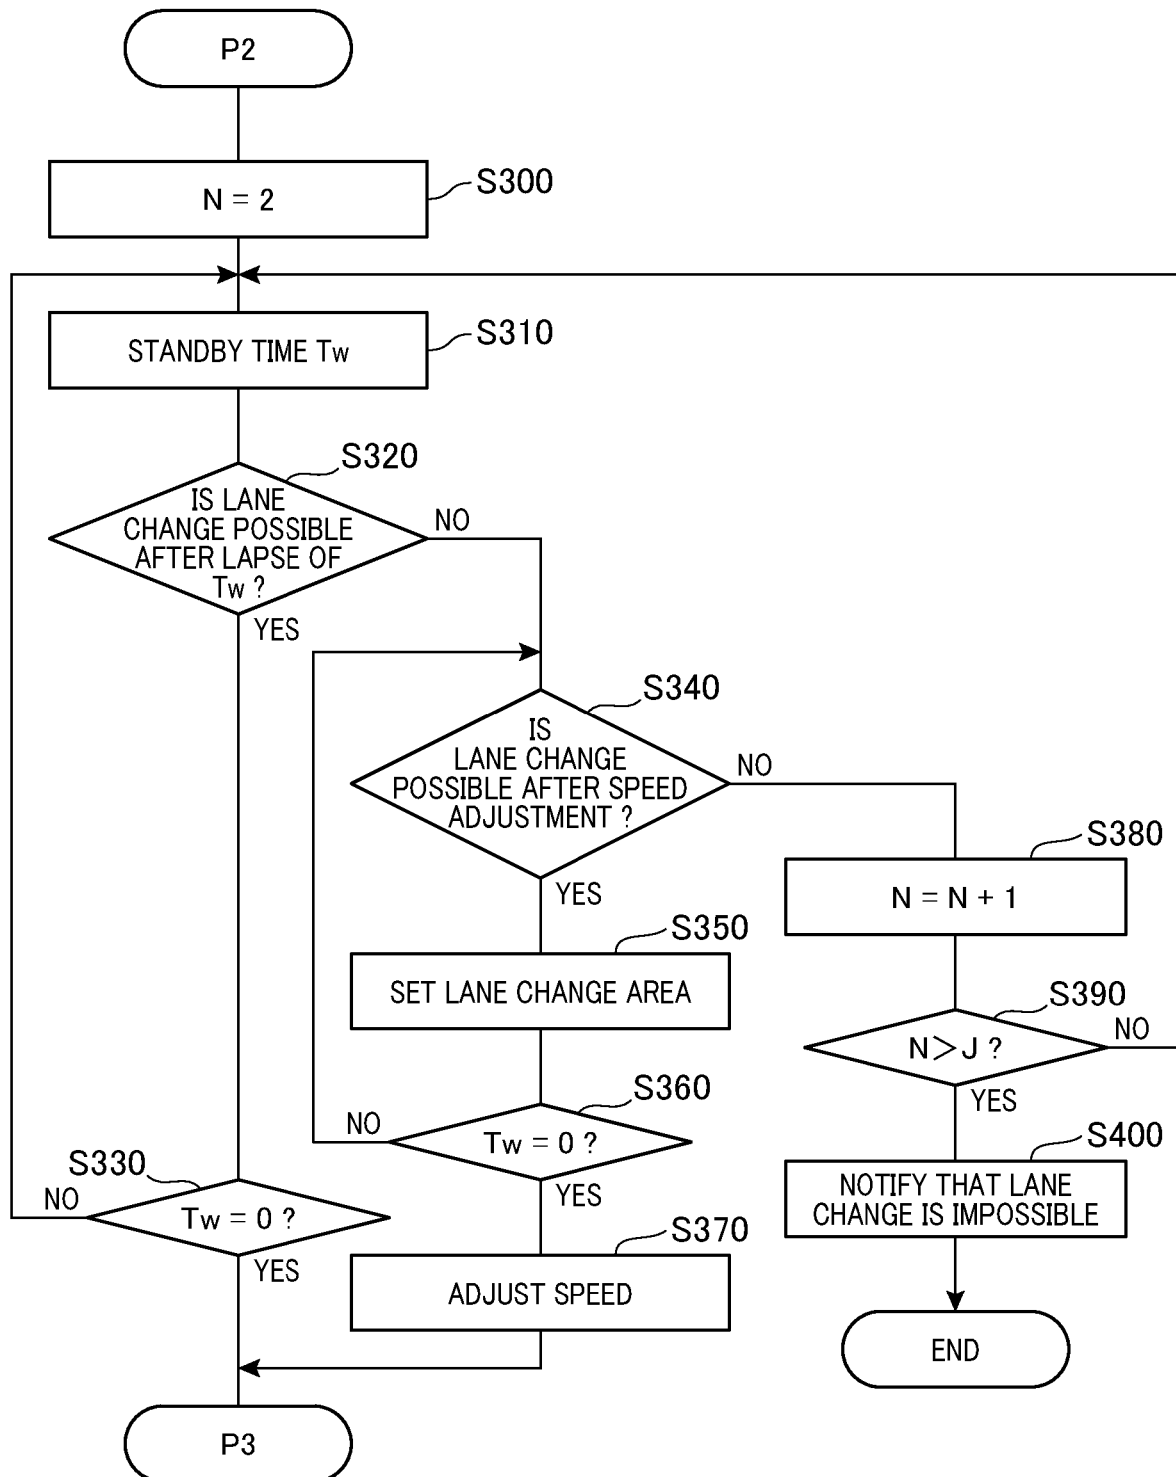 P2
N = 2
S300
STANDBY TIME Tw
S310
S320
IS LANE
CHANGE POSSIBLE
AFTER LAPSE OF
Tw ?
NO
YES
S340
IS
LANE CHANGE
POSSIBLE AFTER SPEED
ADJUSTMENT ?
NO
YES
S380
N = N + 1
S350
SET LANE CHANGE AREA
S390
N > J ?
NO
YES
S360
Tw = 0 ?
NO
YES
S400
NOTIFY THAT LANE
CHANGE IS IMPOSSIBLE
S330
Tw = 0 ?
NO
YES
S370
ADJUST SPEED
END
P3